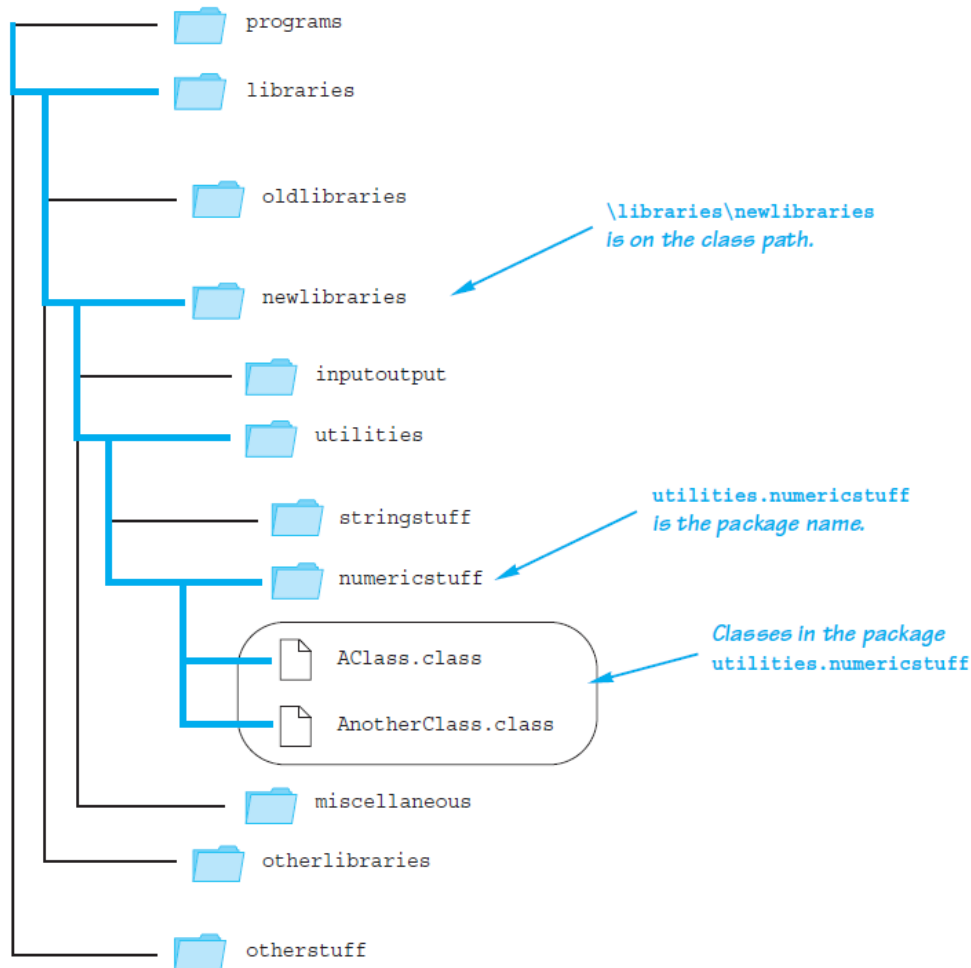 programs
libraries
oldlibraries
\libraries\newlibraries
is on the class path.
newlibraries
inputoutput
utilities
utilities.numericstuff
is the package name.
stringstuff
numericstuff
Classes in the package
utilities.numericstuff
AClass.class
AnotherClass.class
miscellaneous
otherlibraries
otherstuff